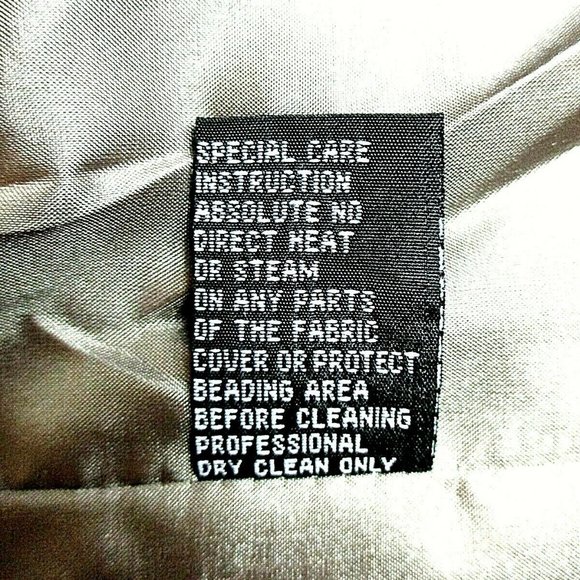 SPECIAL CARE
INSTRUCTION
ABSOLUTE NO
DIRECT HEAT
OR STEAM
ON ANY PARTS
OF THE FABRIC
COVER OR PROTECT
BEADING AREA
BEFORE CLEANING
PROFESSIONAL
DRY CLEAN ONLY